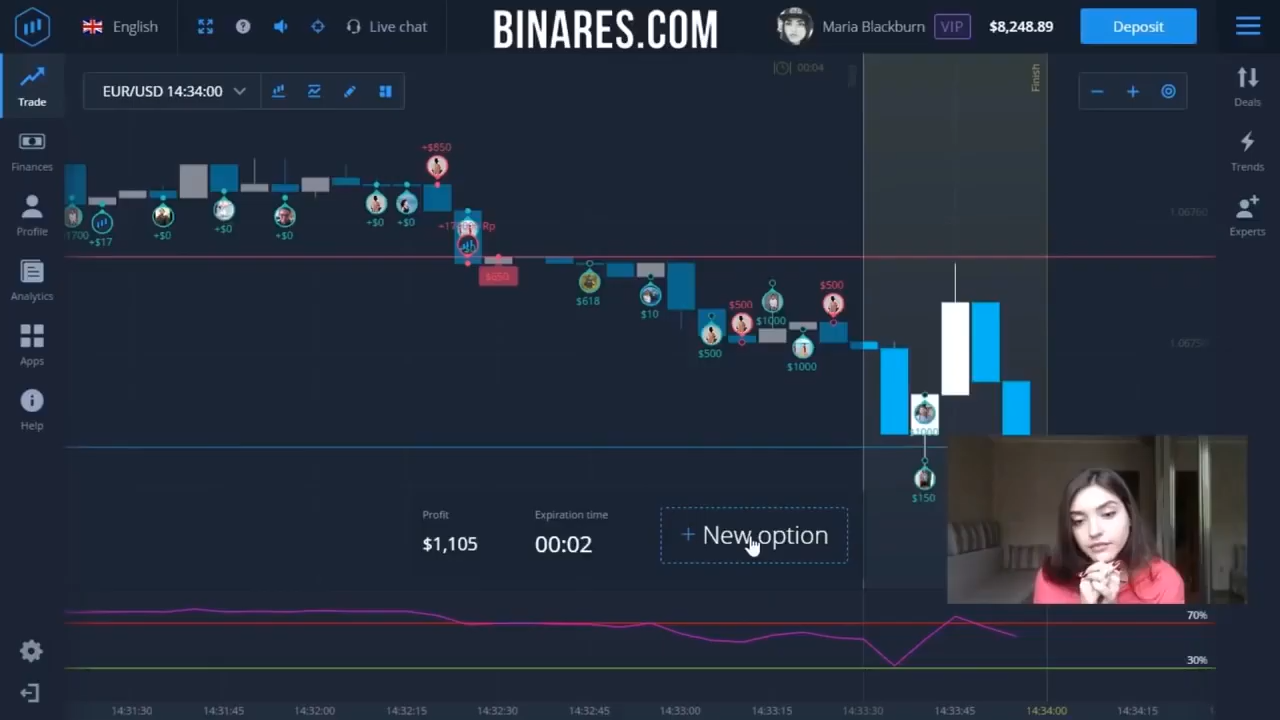 English
Live chat
BINARES.COM
Maria Blackburn
VIP
$8,248.89
Deposit
Trade
Finances
Profile
Analytics
Apps
Help
EUR/USD 14:34:00
00:04
Finish
Deals
Trends
Experts
+$850
+$17
+$0
+$0
+$0
+$0
+$0
$650
$618
$10
$500
$500
$1000
$1000
$500
$1000
$150
1.06760
1.06750
Profit
$1,105
Expiration time
00:02
+ New option
70%
30%
14:31:30
14:31:45
14:32:00
14:32:15
14:32:30
14:32:45
14:33:00
14:33:15
14:33:30
14:33:45
14:34:00
14:34:15